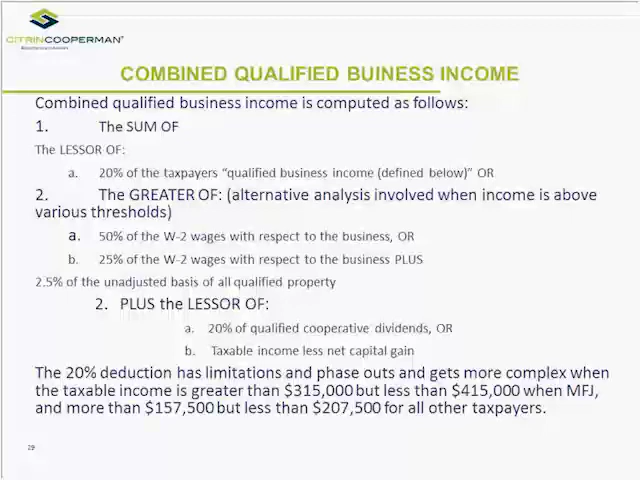 CITRINCOOPERMAN®
COMBINED QUALIFIED BUINESS INCOME
Combined qualified business income is computed as follows:
1. The SUM OF
The LESSOR OF:
a. 20% of the taxpayers “qualified business income (defined below)” OR
2. The GREATER OF: (alternative analysis involved when income is above
various thresholds)
a. 50% of the W-2 wages with respect to the business, OR
b. 25% of the W-2 wages with respect to the business PLUS
2.5% of the unadjusted basis of all qualified property
2. PLUS the LESSOR OF:
a. 20% of qualified cooperative dividends, OR
b. Taxable income less net capital gain
The 20% deduction has limitations and phase outs and gets more complex when
the taxable income is greater than $315,000 but less than $415,000 when MFJ,
and more than $157,500 but less than $207,500 for all other taxpayers.
29